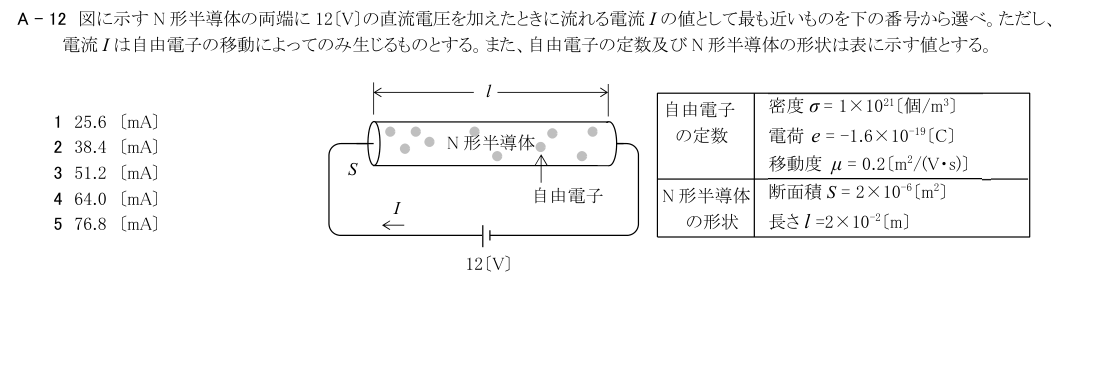 A - 12 図に示す N 形半導体の両端に 12〔V〕の直流電圧を加えたときに流れる電流 I の値として最も近いものを下の番号から選べ。ただし、
電流 I は自由電子の移動によってのみ生じるものとする。また、自由電子の定数及び N 形半導体の形状は表に示す値とする。
1 25.6 〔mA〕
2 38.4 〔mA〕
3 51.2 〔mA〕
4 64.0 〔mA〕
5 76.8 〔mA〕
l
N 形半導体
S
自由電子
I
12〔V〕
自由電子
の定数
密度 σ = 1×10²¹〔個/m³〕
電荷 e = −1.6×10⁻¹⁹〔C〕
移動度 μ = 0.2〔m²/(V・s)〕
N 形半導体
の形状
断面積 S = 2×10⁻⁶〔m²〕
長さ l =2×10⁻²〔m〕